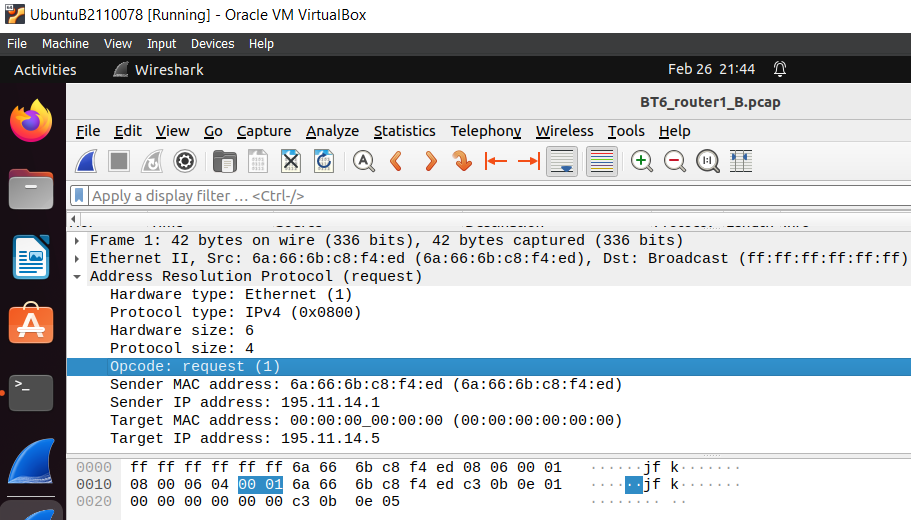 UbuntuB2110078 [Running] - Oracle VM VirtualBox
File Machine View Input Devices Help
Activities Wireshark Feb 26 21:44
BT6_router1_B.pcap
File Edit View Go Capture Analyze Statistics Telephony Wireless Tools Help
Apply a display filter … <Ctrl-/>
Frame 1: 42 bytes on wire (336 bits), 42 bytes captured (336 bits)
Ethernet II, Src: 6a:66:6b:c8:f4:ed (6a:66:6b:c8:f4:ed), Dst: Broadcast (ff:ff:ff:ff:ff:ff)
Address Resolution Protocol (request)
Hardware type: Ethernet (1)
Protocol type: IPv4 (0x0800)
Hardware size: 6
Protocol size: 4
Opcode: request (1)
Sender MAC address: 6a:66:6b:c8:f4:ed (6a:66:6b:c8:f4:ed)
Sender IP address: 195.11.14.1
Target MAC address: 00:00:00_00:00:00 (00:00:00:00:00:00)
Target IP address: 195.11.14.5
0000 ff ff ff ff ff ff 6a 66 6b c8 f4 ed 08 06 00 01 ······jf k·······
0010 08 00 06 04 00 01 6a 66 6b c8 f4 ed c3 0b 0e 01 ······jf k·······
0020 00 00 00 00 00 00 c3 0b 0e 05 ········ ··